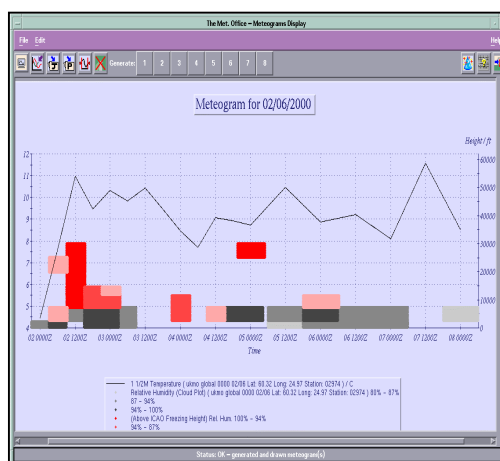 The Met. Office – Meteograms Display
File Edit Help
Generate: 1 2 3 4 5 6 7 8
Meteogram for 02/06/2000
Height / ft
12
11
10
9
8
7
6
5
4
60000
50000
40000
30000
20000
10000
0
02 0000Z 02 1200Z 03 0000Z 03 1200Z 04 0000Z 04 1200Z 05 0000Z 05 1200Z 06 0000Z 06 1200Z 07 0000Z 07 1200Z 08 0000Z
Time
1 1/2M Temperature ( ukmo global 0000 02/06 Lat: 60.32 Long: 24.97 Station: 02974 ) / C
Relative Humidity (Cloud Plot) ( ukmo global 0000 02/06 Lat: 60.32 Long: 24.97 Station: 02974 ) 80% – 87%
87 – 94%
94% – 100%
(Above ICAO Freezing Height) Rel. Hum. 100% – 94%
94% – 87%
Status: OK – generated and drawn meteogram(s)